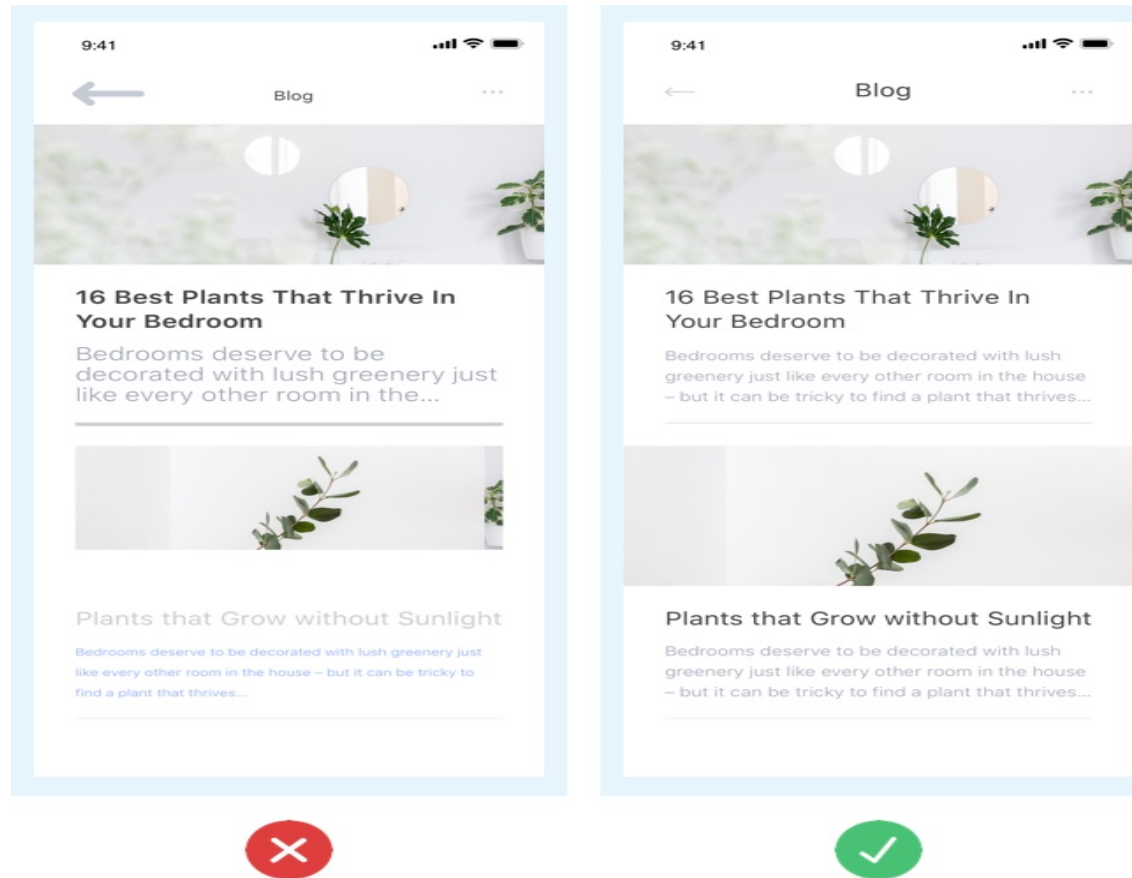 9:41
Blog
16 Best Plants That Thrive In
Your Bedroom
Bedrooms deserve to be
decorated with lush greenery just
like every other room in the...
Plants that Grow without Sunlight
Bedrooms deserve to be decorated with lush greenery just
like every other room in the house – but it can be tricky to
find a plant that thrives...
9:41
Blog
16 Best Plants That Thrive In
Your Bedroom
Bedrooms deserve to be decorated with lush
greenery just like every other room in the house
– but it can be tricky to find a plant that thrives...
Plants that Grow without Sunlight
Bedrooms deserve to be decorated with lush
greenery just like every other room in the house
– but it can be tricky to find a plant that thrives...